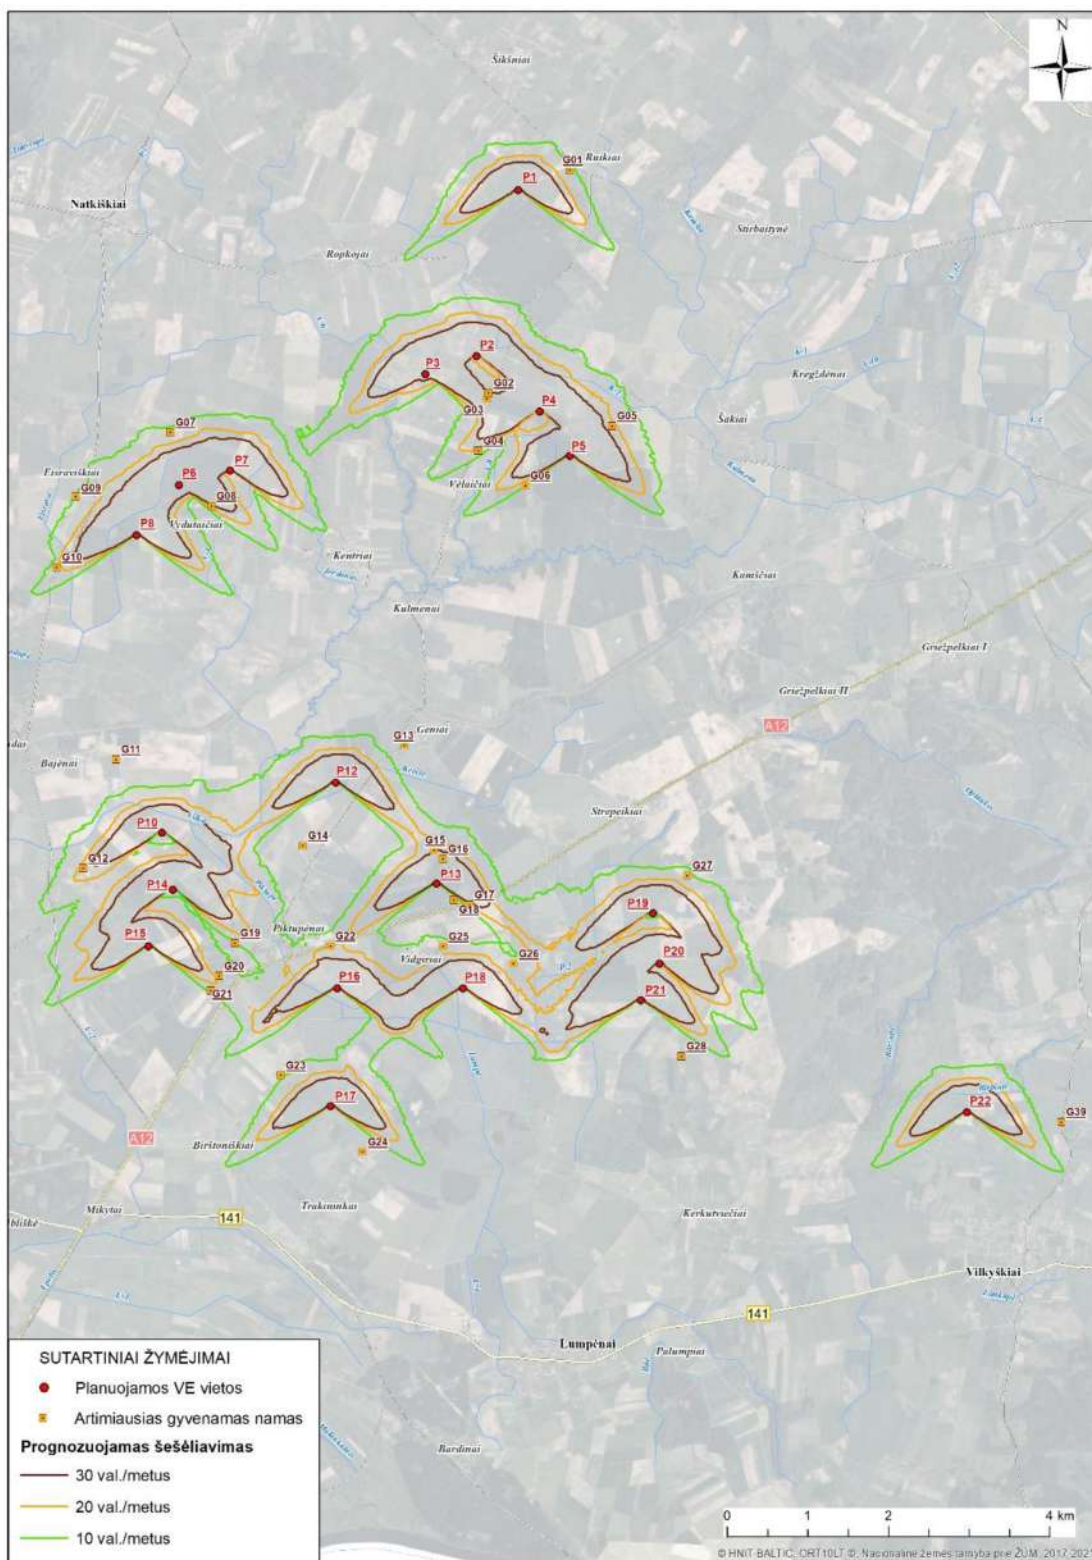 N
Šikšniai
G01
Ruikiai
P1
Natkiškiai
Stirbaitynė
Ropkojai
P2
P3
G02
Kregždėnai
G03
P4
G05
Šakiai
G07
G04
P5
Vėlaičiai
G06
P7
P6
G09
G08
Vydutaičiai
P8
G10
Kentriai
Kamščiai
Kulmenai
Griežpelkiai I
Griežpelkiai II
A12
G13
Geniai
G11
Bajėnai
P12
Strepeikiai
P10
G14
G15
G16
G12
G27
P13
P14
G17
G18
P19
Piktupėnai
P15
G19
G22
G25
Vidgiriai
G26
P20
G20
G21
P16
P18
P21
G28
G23
P17
P22
G39
A12
Birštoniškiai
G24
Mikytai
141
Trakininkai
Kerkutviečiai
Vilkyškiai
141
Lumpėnai
Palumpiai
Bardinai
SUTARTINIAI ŽYMĖJIMAI
Planuojamos VE vietos
Artimiausias gyvenamas namas
Prognozuojamas šešėliavimas
30 val./metus
20 val./metus
10 val./metus
0 1 2 4 km